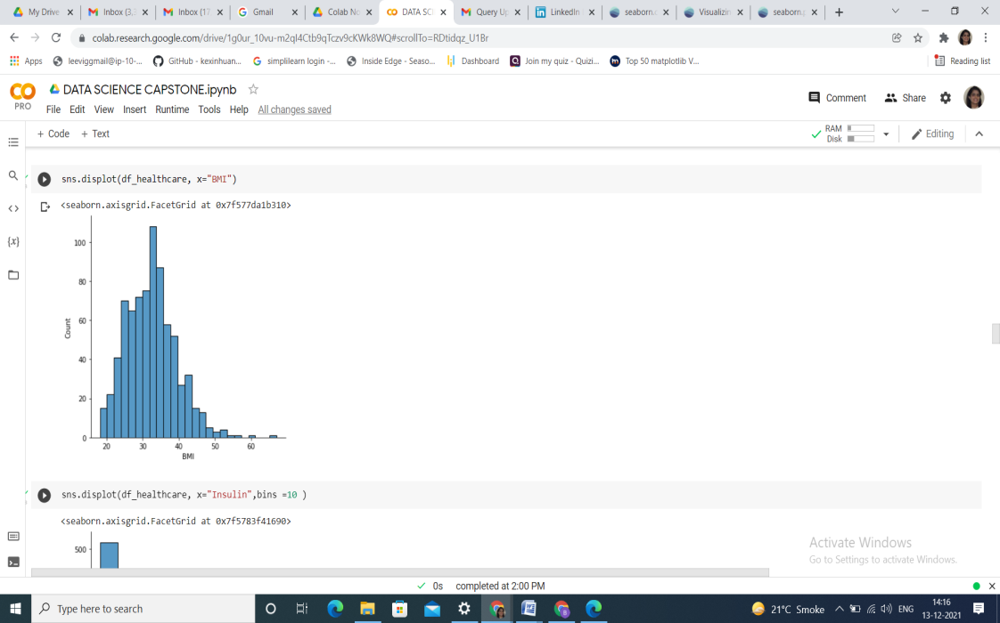 My Drive
Inbox (3,3
Inbox (17
Gmail
Colab No
DATA SCI
Query Up
LinkedIn
seaborn.
Visualizin
seaborn.p
colab.research.google.com/drive/1g0ur_10vu-m2qI4Ctb9qTczv9cKWk8WQ#scrollTo=RDtidqz_U1Br
Apps
leeviggmail@ip-10-...
GitHub - kexinhuan...
simplilearn login -...
Inside Edge - Seaso...
Dashboard
Join my quiz - Quizi...
Top 50 matplotlib V...
Reading list
CO
PRO
DATA SCIENCE CAPSTONE.ipynb
File Edit View Insert Runtime Tools Help All changes saved
Comment
Share
+ Code + Text
RAM
Disk
Editing
sns.displot(df_healthcare, x="BMI")
<seaborn.axisgrid.FacetGrid at 0x7f577da1b310>
100
80
60
40
20
0
Count
20 30 40 50 60
BMI
sns.displot(df_healthcare, x="Insulin",bins =10 )
<seaborn.axisgrid.FacetGrid at 0x7f5783f41690>
500
Activate Windows
Go to Settings to activate Windows.
0s completed at 2:00 PM
Type here to search
21°C Smoke
ENG
14:16
13-12-2021